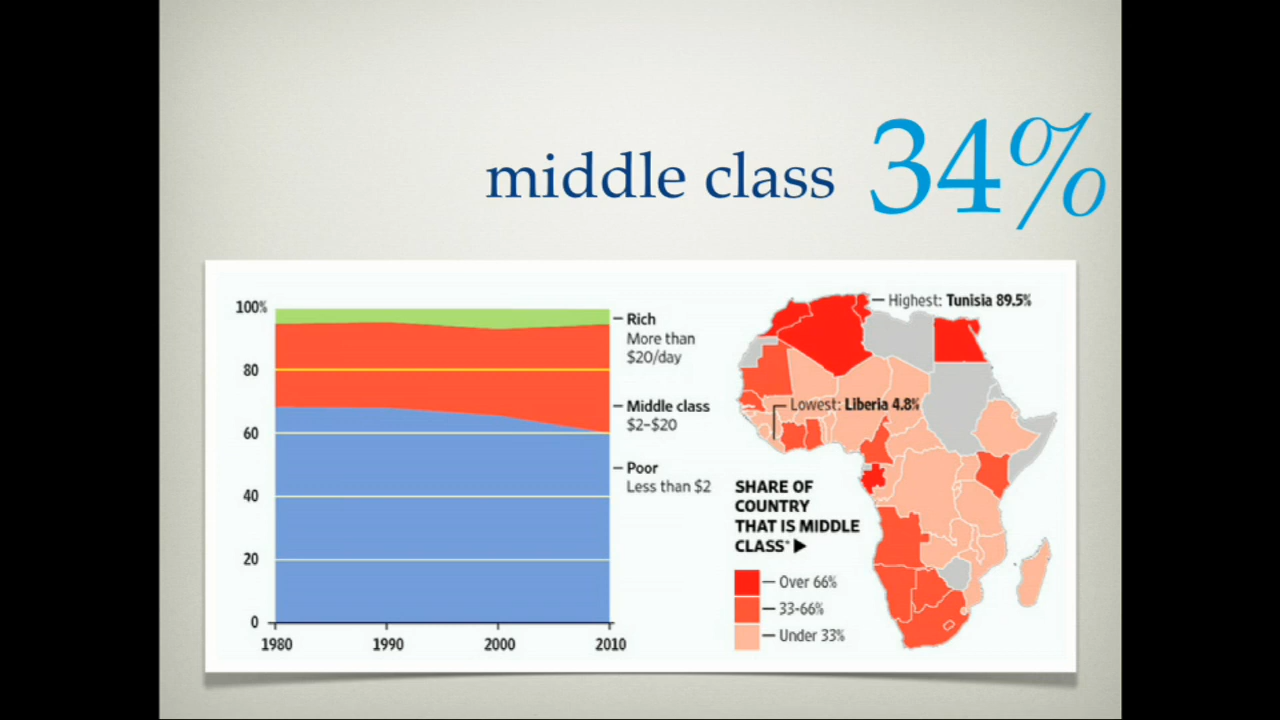 middle class 34%
100%
80
60
40
20
0
1980 1990 2000 2010
Rich
More than
$20/day
Middle class
$2–$20
Poor
Less than $2
Highest: Tunisia 89.5%
Lowest: Liberia 4.8%
SHARE OF
COUNTRY
THAT IS MIDDLE
CLASS* ▶
Over 66%
33-66%
Under 33%